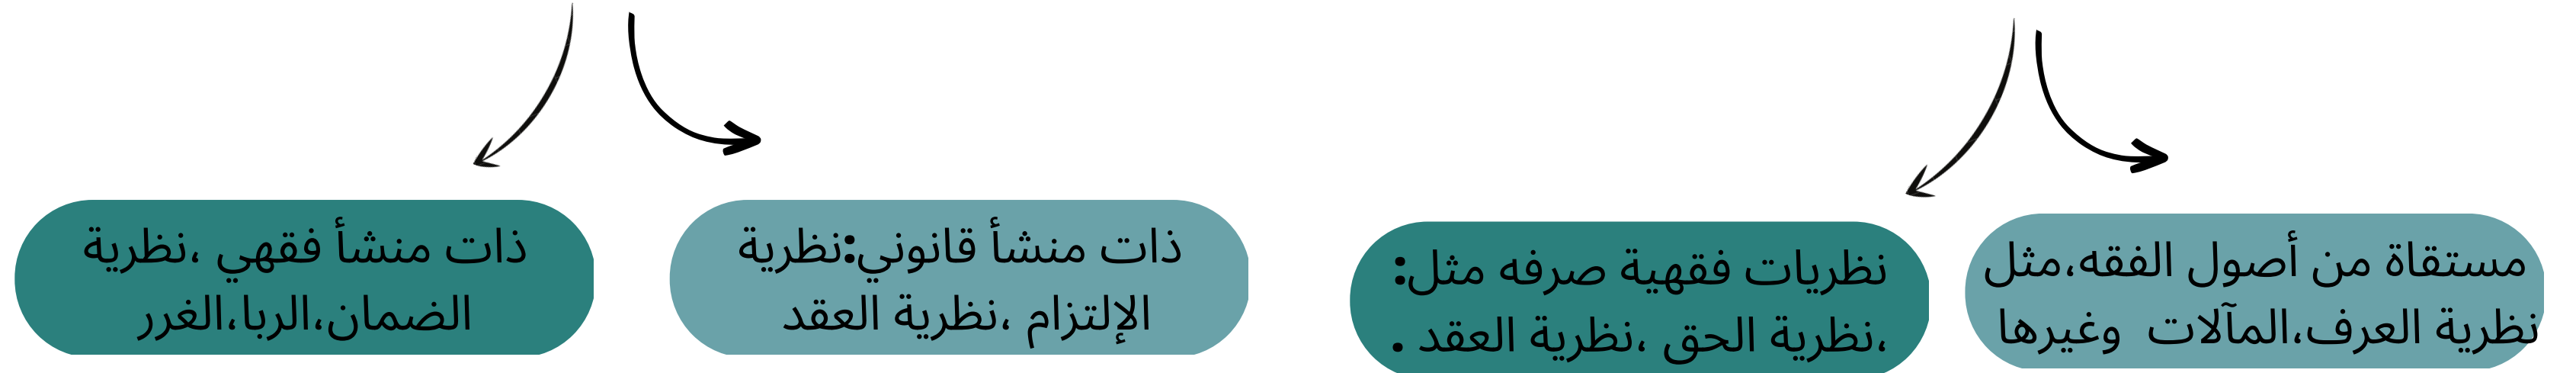 مستقاة من أصول الفقه،مثل
نظرية العرف،المآلات وغيرها
نظريات فقهية صرفه مثل:
،نظرية الحق ،نظرية العقد .
ذات منشأ قانوني:نظرية
الإلتزام ،نظرية العقد
ذات منشأ فقهي ،نظرية
الضمان،الربا،الغرر